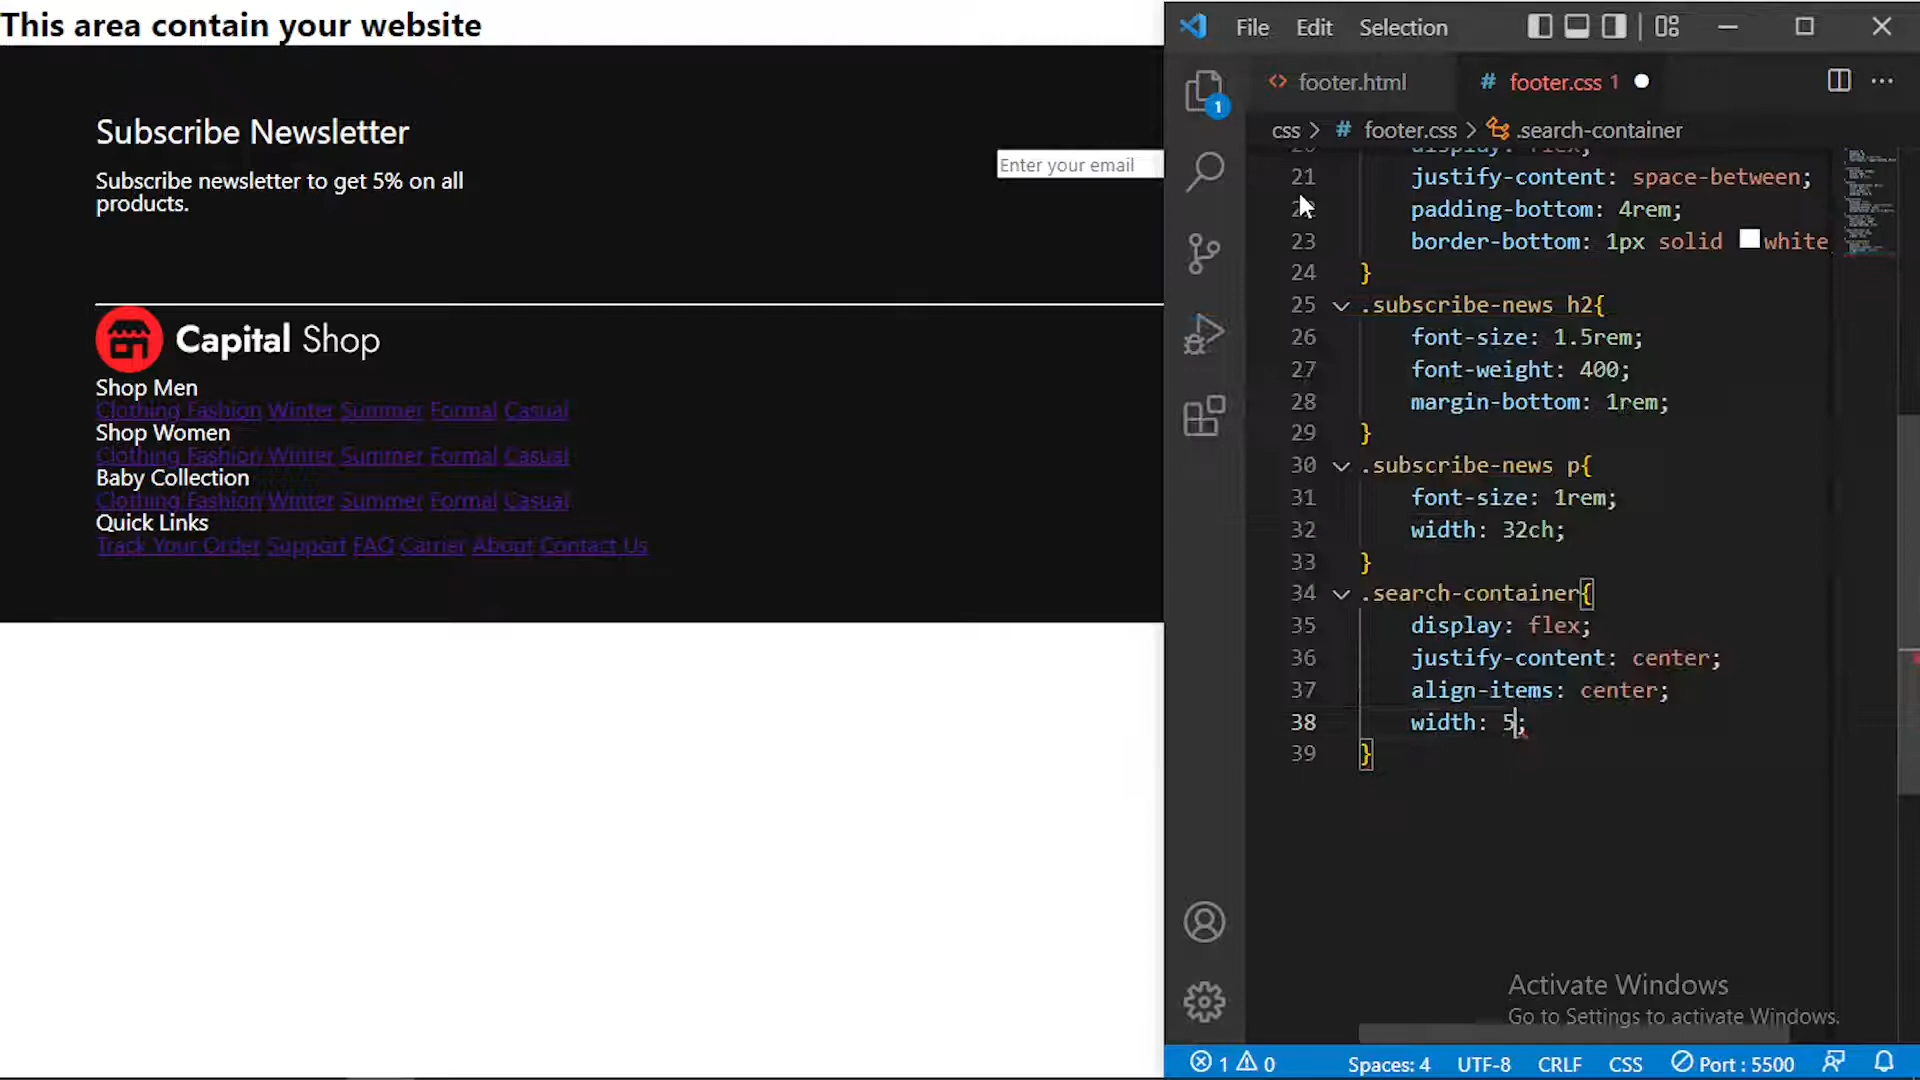 This area contain your website
Subscribe Newsletter
Subscribe newsletter to get 5% on all
products.
Enter your email
Capital Shop
Shop Men
Clothing Fashion Winter Summer Formal Casual
Shop Women
Clothing Fashion Winter Summer Formal Casual
Baby Collection
Clothing Fashion Winter Summer Formal Casual
Quick Links
Track Your Order Support FAQ Carrier About Contact Us
File Edit Selection
1
footer.html
# footer.css 1
css > # footer.css > .search-container
display: flex;
21 justify-content: space-between;
22 padding-bottom: 4rem;
23 border-bottom: 1px solid white
24 }
25 .subscribe-news h2{
26 font-size: 1.5rem;
27 font-weight: 400;
28 margin-bottom: 1rem;
29 }
30 .subscribe-news p{
31 font-size: 1rem;
32 width: 32ch;
33 }
34 .search-container{
35 display: flex;
36 justify-content: center;
37 align-items: center;
38 width: 5;
39 }
Activate Windows
Go to Settings to activate Windows.
1 0 Spaces: 4 UTF-8 CRLF CSS Port : 5500